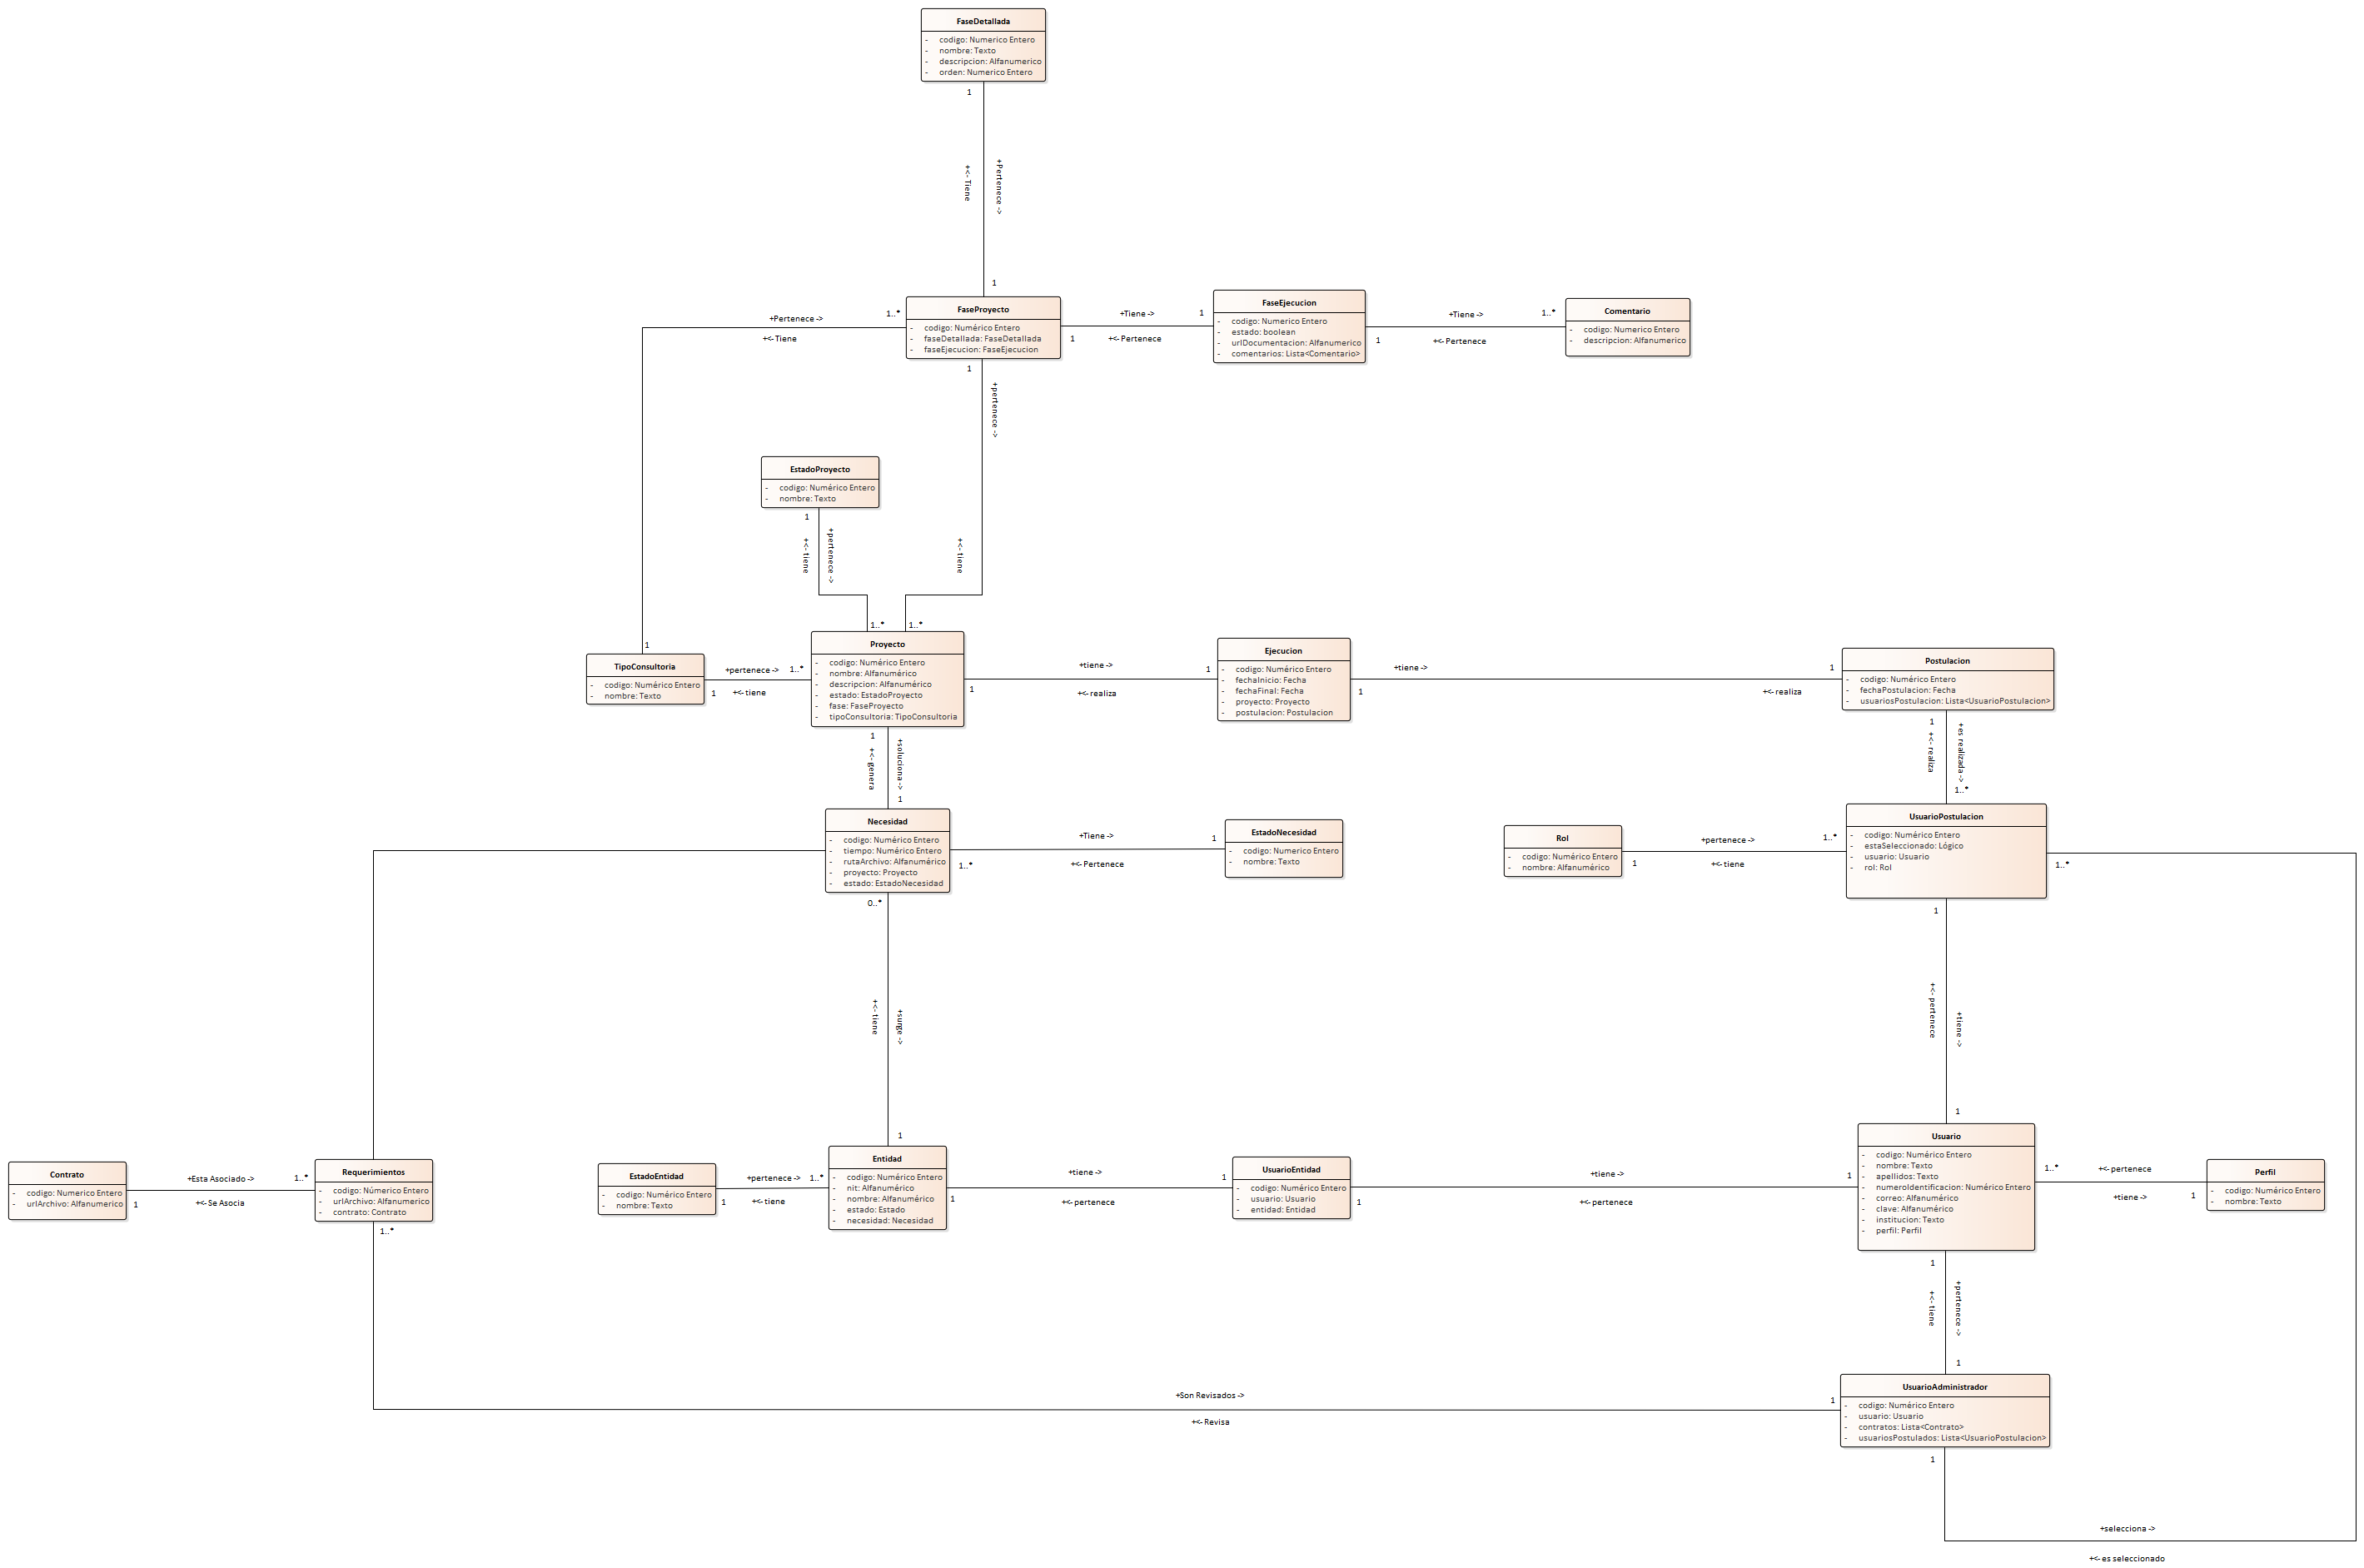 FaseDetallada
- codigo: Numerico Entero
- nombre: Texto
- descripcion: Alfanumerico
- orden: Numerico Entero
1
+<- Tiene
+Pertenece ->
1
FaseProyecto
- codigo: Numérico Entero
- faseDetallada: FaseDetallada
- faseEjecucion: FaseEjecucion
+Pertenece ->
1..*
+<- Tiene
1
+Tiene ->
1
1
+<- Pertenece
FaseEjecucion
- codigo: Numerico Entero
- estado: boolean
- urlDocumentacion: Alfanumerico
- comentarios: Lista<Comentario>
+Tiene ->
1..*
1
+<- Pertenece
Comentario
- codigo: Numerico Entero
- descripcion: Alfanumerico
1
+pertenece ->
+<- tiene
1..*
EstadoProyecto
- codigo: Numérico Entero
- nombre: Texto
1
+<- tiene
+pertenece ->
1..*
TipoConsultoria
- codigo: Numérico Entero
- nombre: Texto
+pertenece ->
1..*
1
+<- tiene
Proyecto
- codigo: Numérico Entero
- nombre: Alfanumérico
- descripcion: Alfanumérico
- estado: EstadoProyecto
- fase: FaseProyecto
- tipoConsultoria: TipoConsultoria
+tiene ->
1
1
+<- realiza
Ejecucion
- codigo: Numérico Entero
- fechaInicio: Fecha
- fechaFinal: Fecha
- proyecto: Proyecto
- postulacion: Postulacion
+tiene ->
1
1
+<- realiza
Postulacion
- codigo: Numérico Entero
- fechaPostulacion: Fecha
- usuariosPostulacion: Lista<UsuarioPostulacion>
1
+<- genera
+soluciona ->
1
1
+<- realiza
+es realizada ->
1..*
Necesidad
- codigo: Numérico Entero
- tiempo: Numérico Entero
- rutaArchivo: Alfanumérico
- proyecto: Proyecto
- estado: EstadoNecesidad
+Tiene ->
1
1..*
+<- Pertenece
EstadoNecesidad
- codigo: Numerico Entero
- nombre: Texto
Rol
- codigo: Numérico Entero
- nombre: Alfanumérico
+pertenece ->
1..*
1
+<- tiene
UsuarioPostulacion
- codigo: Numérico Entero
- estaSeleccionado: Lógico
- usuario: Usuario
- rol: Rol
1..*
0..*
+<- tiene
+surge ->
1
1
+<- pertenece
+tiene ->
1
Contrato
- codigo: Numerico Entero
- urlArchivo: Alfanumerico
+Esta Asociado ->
1..*
1
+<- Se Asocia
Requerimientos
- codigo: Númerico Entero
- urlArchivo: Alfanumerico
- contrato: Contrato
1..*
EstadoEntidad
- codigo: Numérico Entero
- nombre: Texto
+pertenece ->
1..*
1
+<- tiene
Entidad
- codigo: Numérico Entero
- nit: Alfanumérico
- nombre: Alfanumérico
- estado: Estado
- necesidad: Necesidad
+tiene ->
1
1
+<- pertenece
UsuarioEntidad
- codigo: Numérico Entero
- usuario: Usuario
- entidad: Entidad
+tiene ->
1
1
+<- pertenece
Usuario
- codigo: Numérico Entero
- nombre: Texto
- apellidos: Texto
- numeroIdentificacion: Numérico Entero
- correo: Alfanumérico
- clave: Alfanumérico
- institucion: Texto
- perfil: Perfil
1..*
+<- pertenece
+tiene ->
1
Perfil
- codigo: Numérico Entero
- nombre: Texto
1
+<- tiene
+pertenece ->
1
+Son Revisados ->
1
+<- Revisa
UsuarioAdministrador
- codigo: Numérico Entero
- usuario: Usuario
- contratos: Lista<Contrato>
- usuariosPostulados: Lista<UsuarioPostulacion>
1
+selecciona ->
+<- es seleccionado